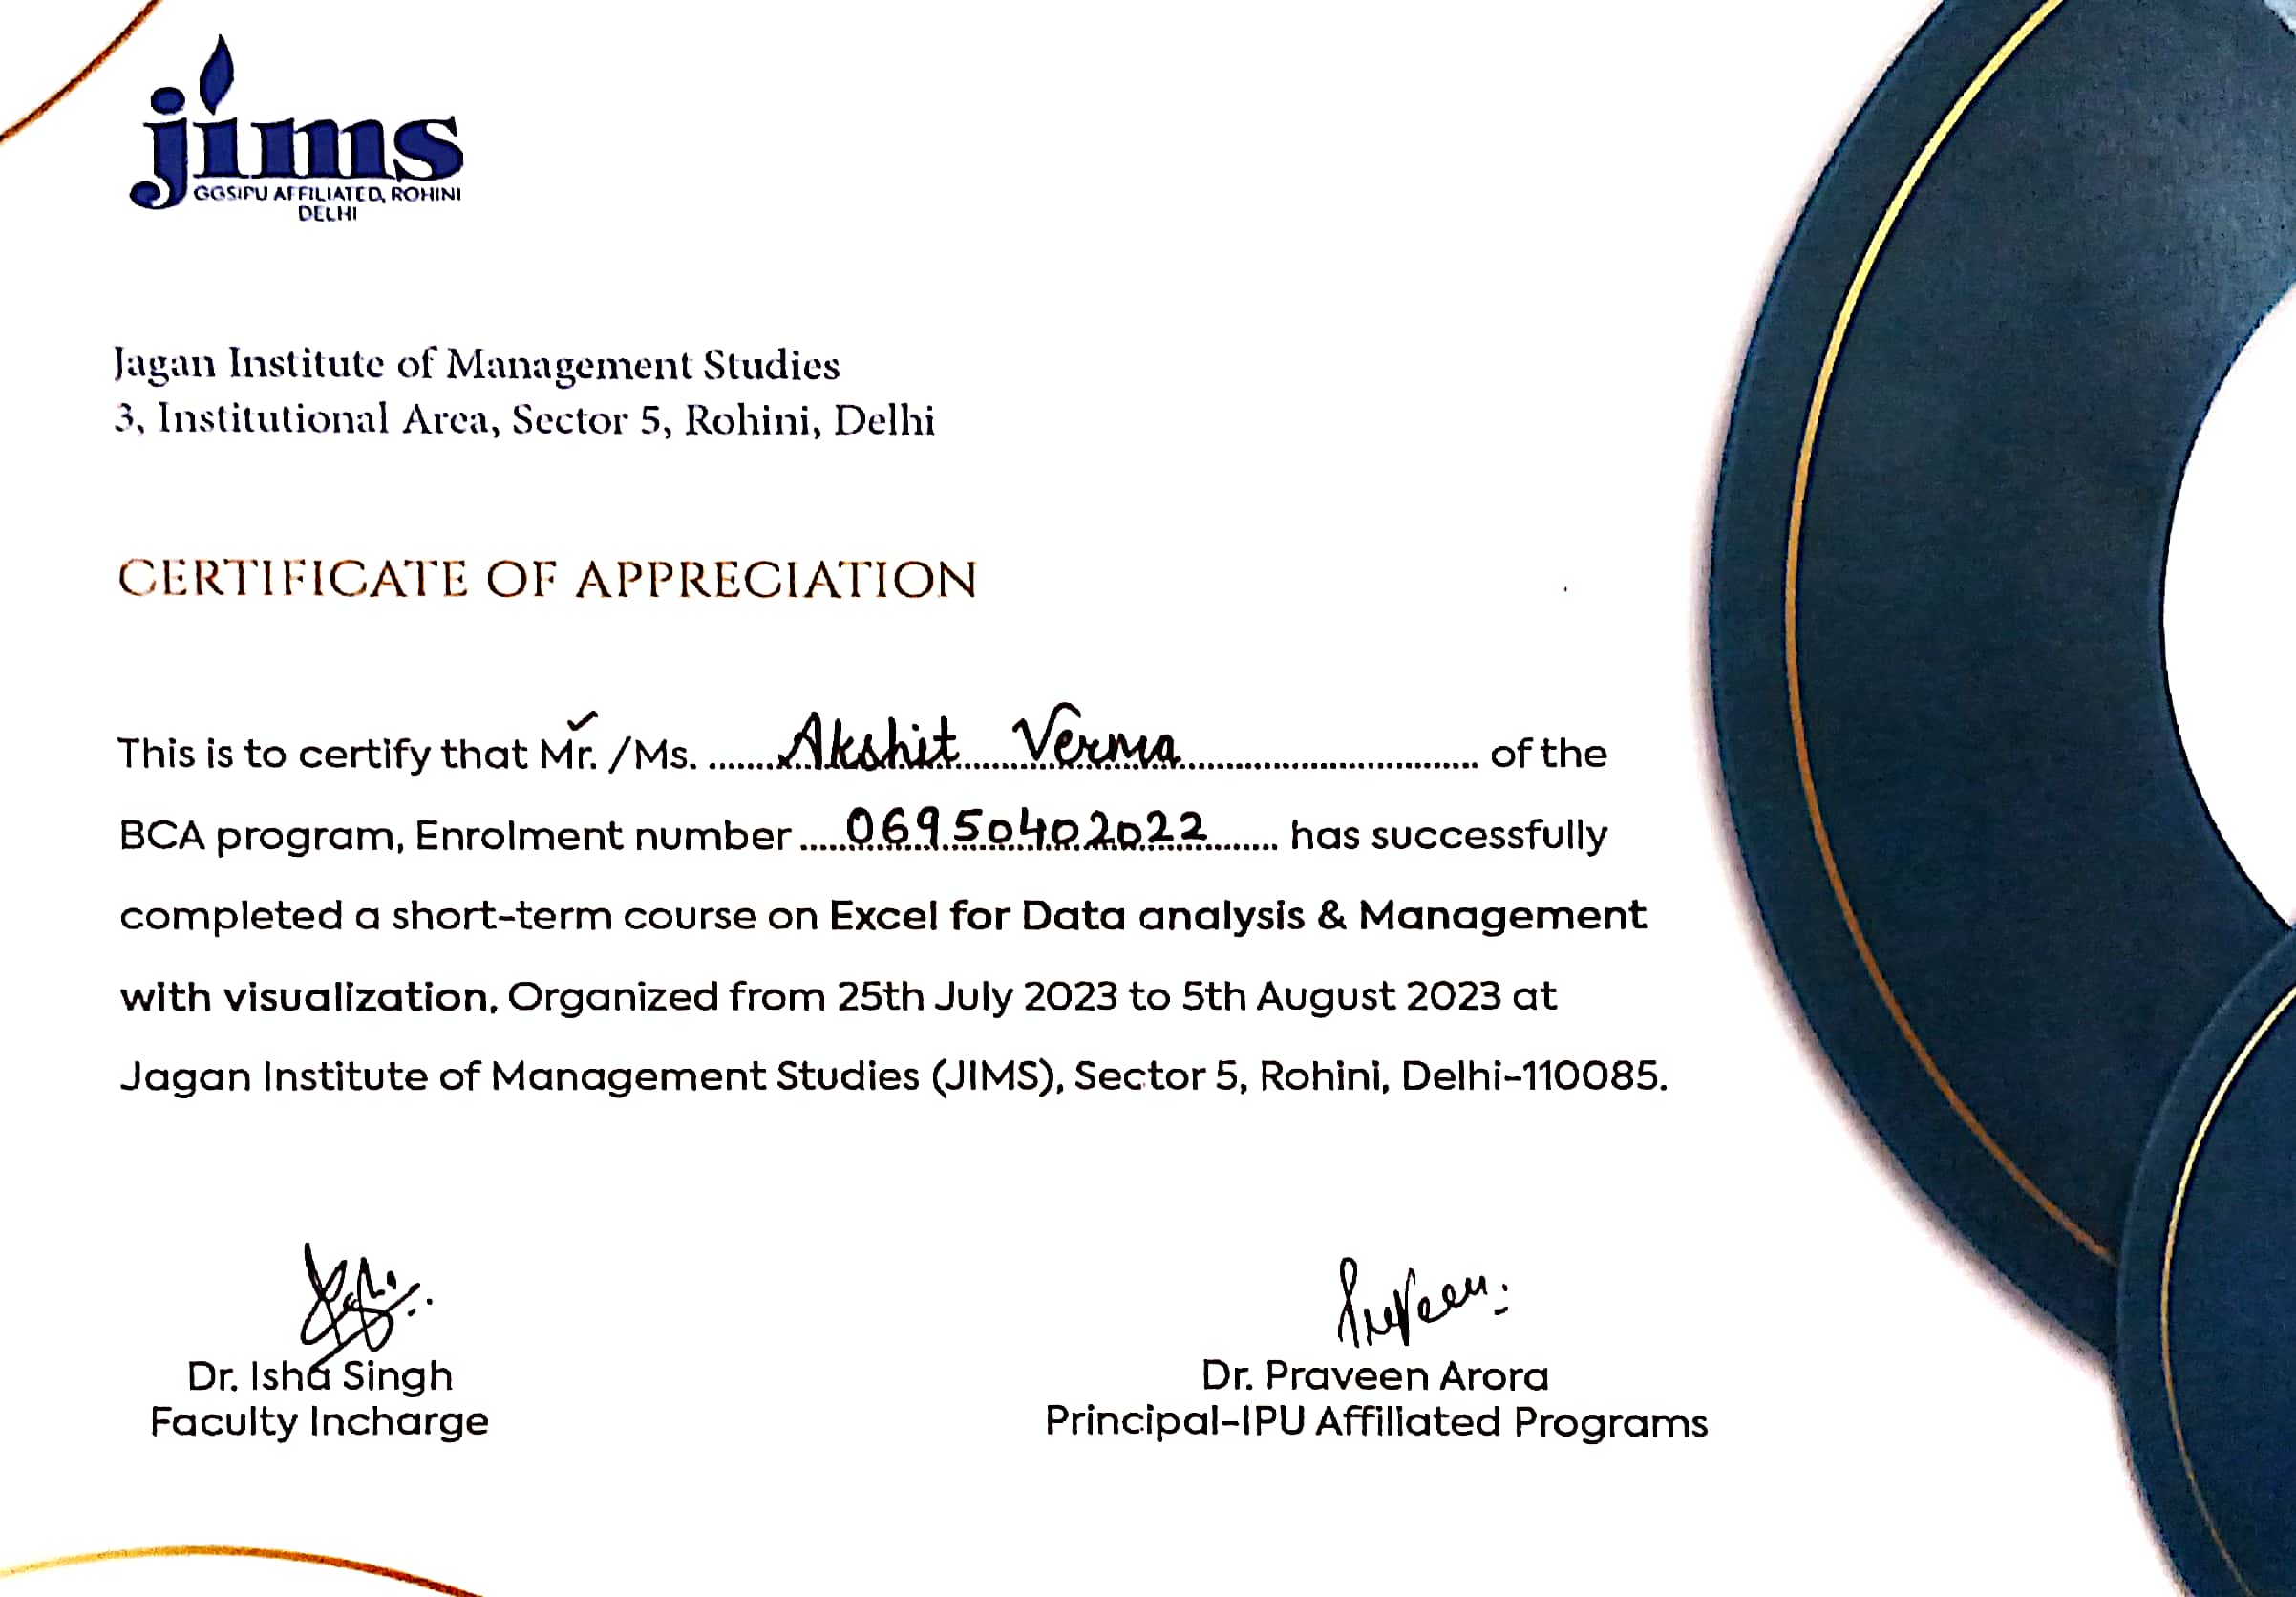 jims
GGSIPU AFFILIATED, ROHINI
DELHI
Jagan Institute of Management Studies
3, Institutional Area, Sector 5, Rohini, Delhi
CERTIFICATE OF APPRECIATION
This is to certify that Mr. /Ms. ........Akshit Verma........ of the
BCA program, Enrolment number .....06950402022....... has successfully
completed a short-term course on Excel for Data analysis & Management
with visualization, Organized from 25th July 2023 to 5th August 2023 at
Jagan Institute of Management Studies (JIMS), Sector 5, Rohini, Delhi-110085.
Praveen
Dr. Isha Singh
Faculty Incharge
Dr. Praveen Arora
Principal-IPU Affiliated Programs